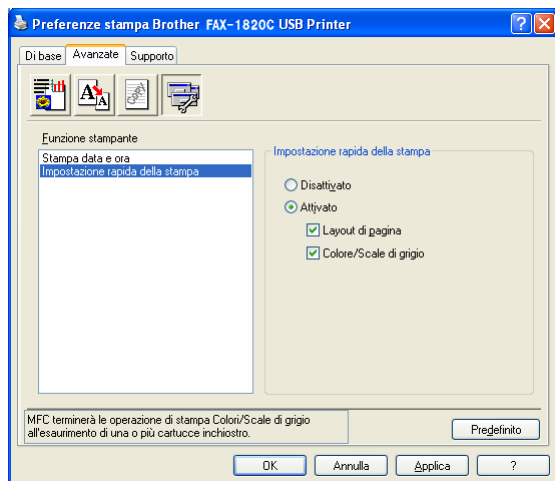 Preferenze stampa Brother FAX-1820C USB Printer
Di base Avanzate Supporto
Funzione stampante
Stampa data e ora
Impostazione rapida della stampa
Impostazione rapida della stampa
Disattivato
Attivato
Layout di pagina
Colore/Scale di grigio
MFC terminerà le operazione di stampa Colori/Scale di grigio
all'esaurimento di una o più cartucce inchiostro.
Predefinito
OK Annulla Applica ?